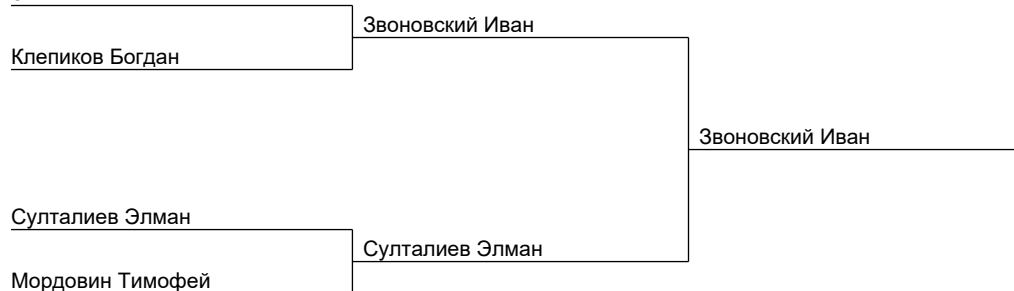 Звоновский Иван
Клепиков Богдан
Звоновский Иван
Султалиев Элман
Султалиев Элман
Мордовин Тимофей